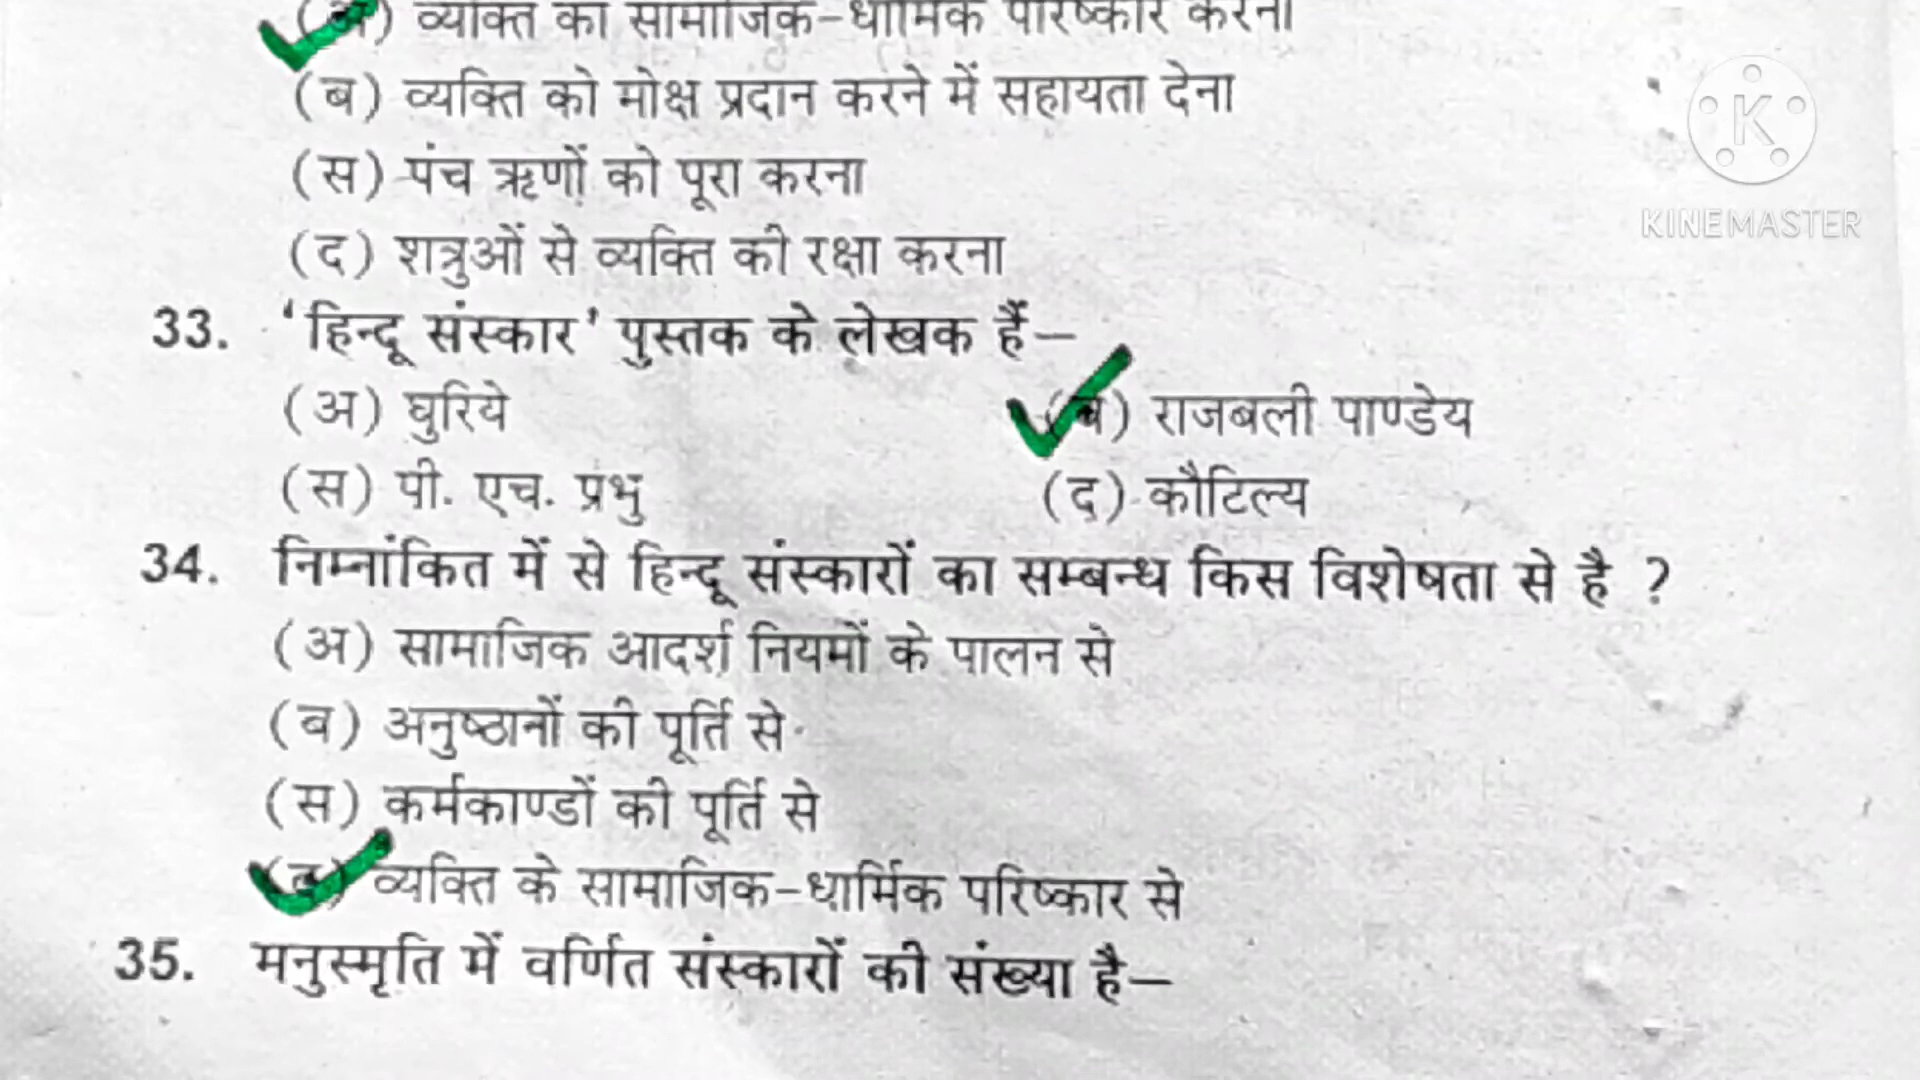 (अ) व्यक्ति का सामाजिक-धार्मिक परिष्कार करना
(ब) व्यक्ति को मोक्ष प्रदान करने में सहायता देना
(स) पंच ऋणों को पूरा करना
(द) शत्रुओं से व्यक्ति की रक्षा करना
33. 'हिन्दू संस्कार' पुस्तक के लेखक हैं—
(अ) घुरिये (ब) राजबली पाण्डेय
(स) पी. एच. प्रभु (द) कौटिल्य
34. निम्नांकित में से हिन्दू संस्कारों का सम्बन्ध किस विशेषता से है ?
(अ) सामाजिक आदर्श नियमों के पालन से
(ब) अनुष्ठानों की पूर्ति से
(स) कर्मकाण्डों की पूर्ति से
(द) व्यक्ति के सामाजिक-धार्मिक परिष्कार से
35. मनुस्मृति में वर्णित संस्कारों की संख्या है—
K
KINEMASTER